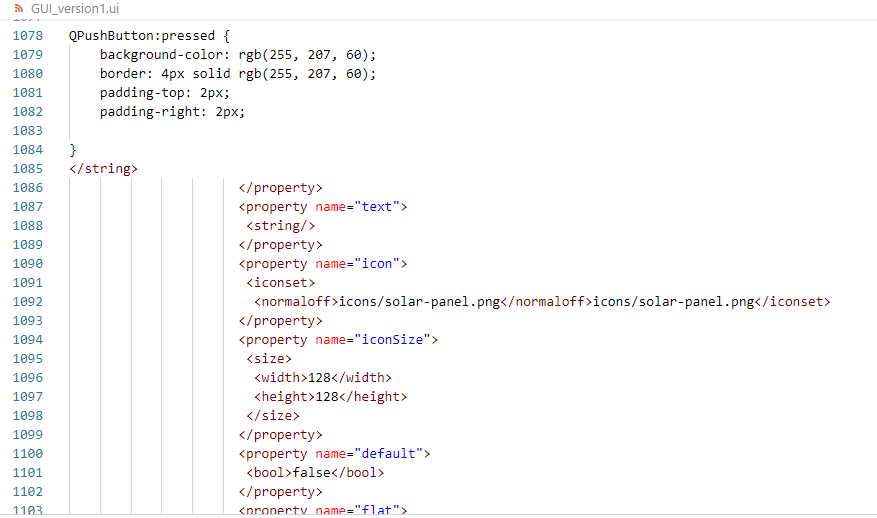 GUI_version1.ui
1077
1078 QPushButton:pressed {
1079 background-color: rgb(255, 207, 60);
1080 border: 4px solid rgb(255, 207, 60);
1081 padding-top: 2px;
1082 padding-right: 2px;
1083
1084 }
1085 </string>
1086 </property>
1087 <property name="text">
1088 <string/>
1089 </property>
1090 <property name="icon">
1091 <iconset>
1092 <normaloff>icons/solar-panel.png</normaloff>icons/solar-panel.png</iconset>
1093 </property>
1094 <property name="iconSize">
1095 <size>
1096 <width>128</width>
1097 <height>128</height>
1098 </size>
1099 </property>
1100 <property name="default">
1101 <bool>false</bool>
1102 </property>
1103 <property name="flat">